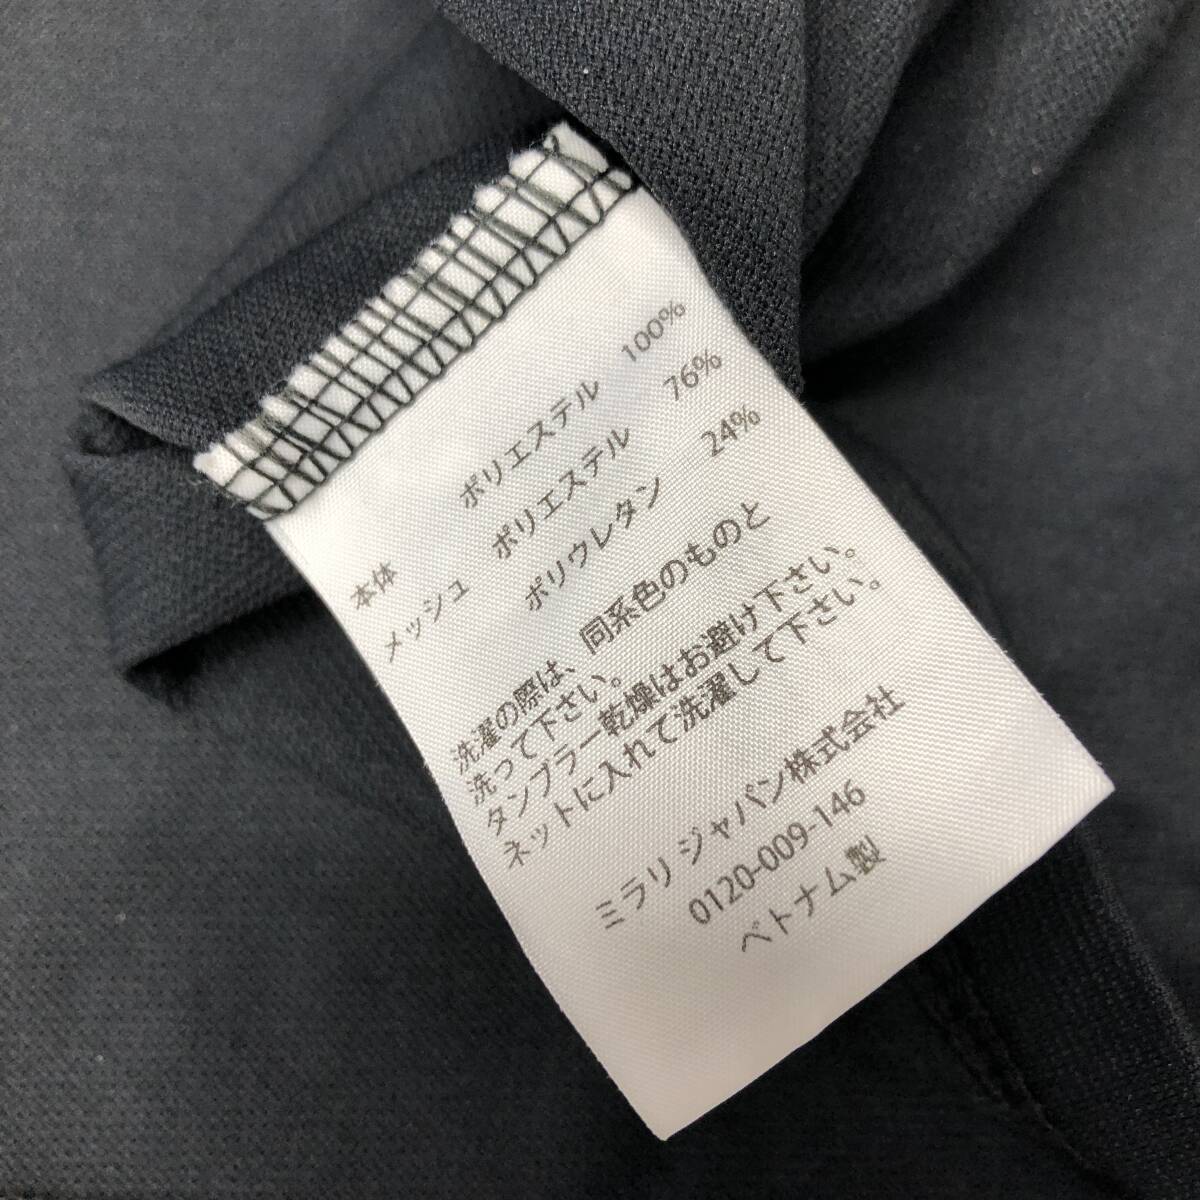 本体 ポリエステル 100%
メッシュ ポリエステル 76%
ポリウレタン 24%
洗濯の際は、同系色のものと
洗って下さい。
タンブラー乾燥はお避け下さい。
ネットに入れて洗濯して下さい。
ミラリ ジャパン株式会社
0120-009-146
ベトナム製